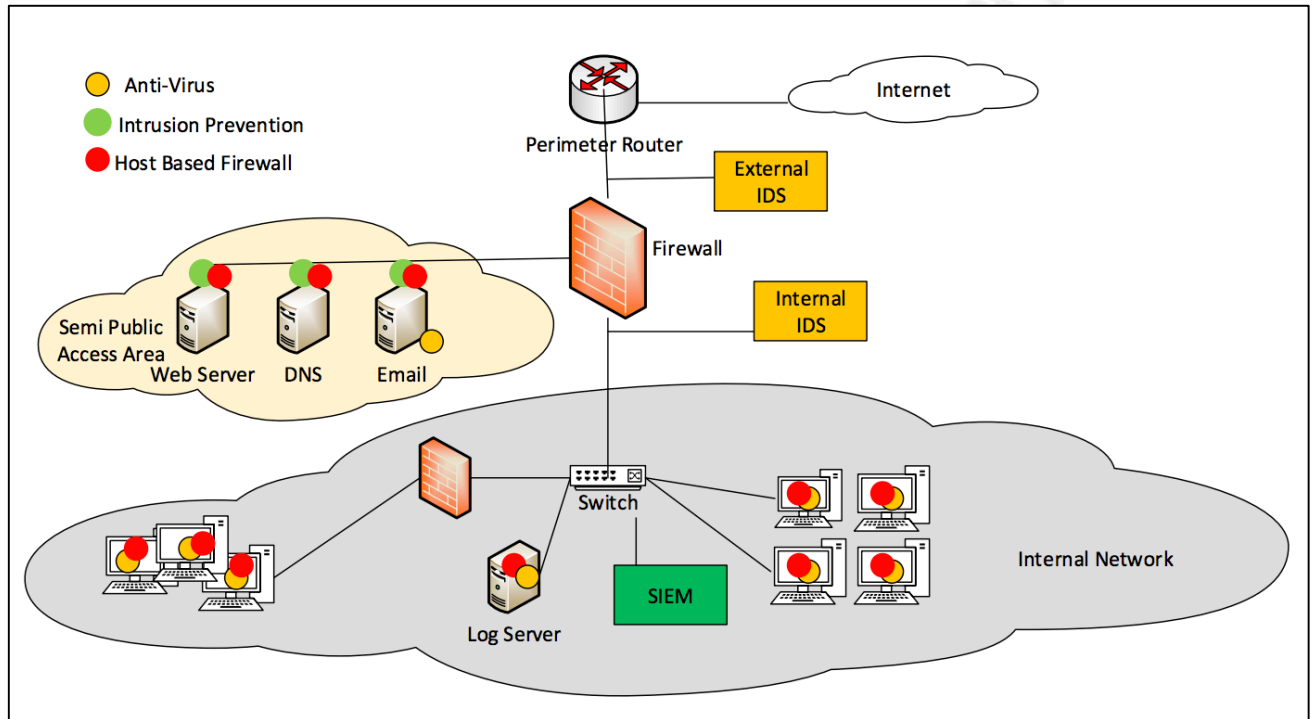 Anti-Virus
Intrusion Prevention
Host Based Firewall
Internet
Perimeter Router
External
IDS
Firewall
Internal
IDS
Semi Public
Access Area
Web Server
DNS
Email
Switch
Internal Network
SIEM
Log Server